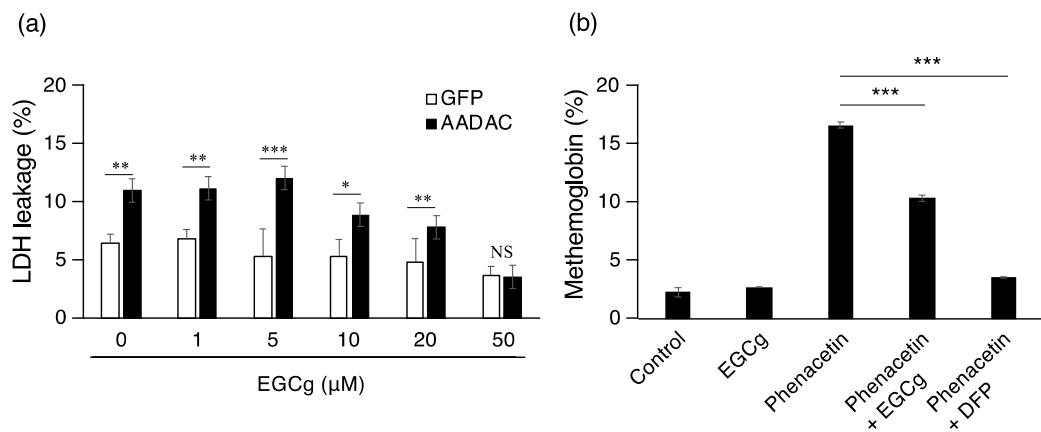 (a)
LDH leakage (%)
20
15
10
5
0
GFP
AADAC
**
**
***
*
**
NS
0 1 5 10 20 50
EGCg (µM)
(b)
Methemoglobin (%)
20
15
10
5
0
***
***
Control
EGCg
Phenacetin
Phenacetin
+ EGCg
Phenacetin
+ DFP